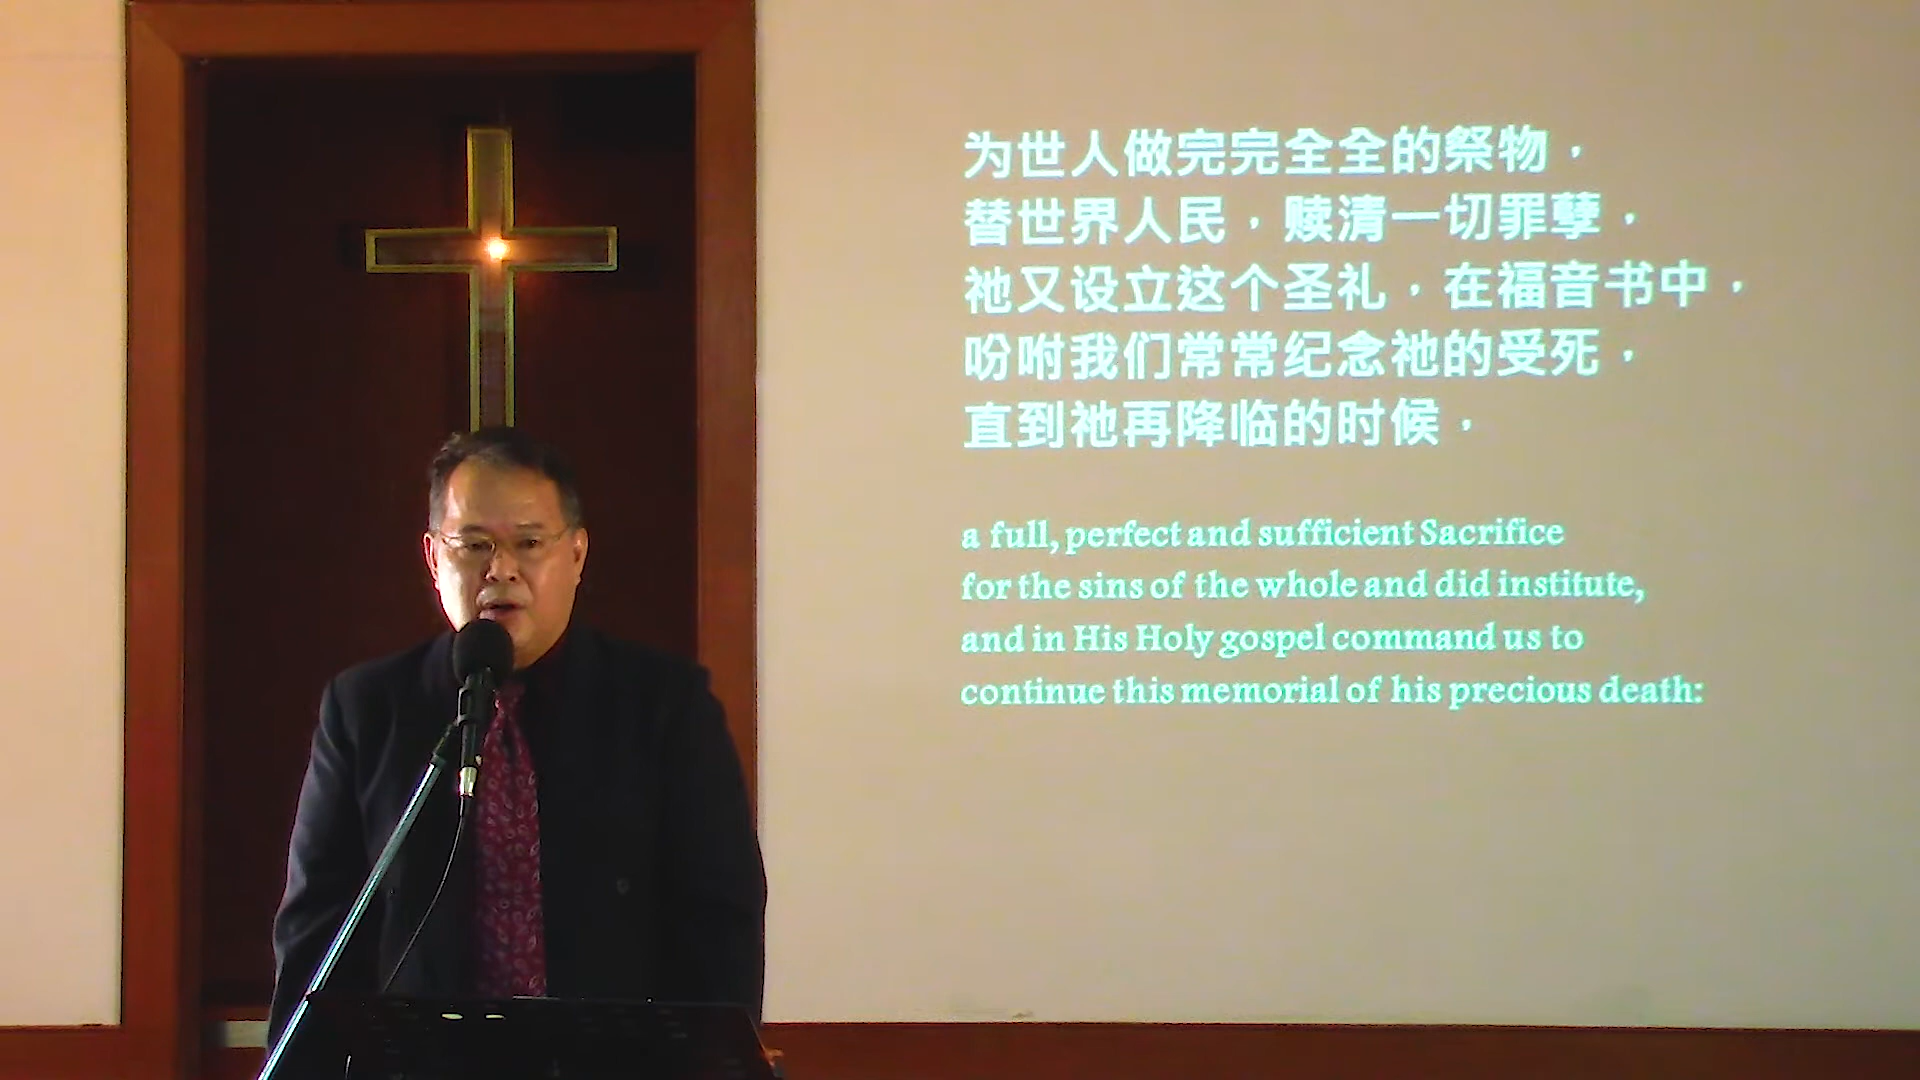 为世人做完完全全的祭物，
替世界人民，赎清一切罪孽，
祂又设立这个圣礼，在福音书中，
吩咐我们常常纪念祂的受死，
直到祂再降临的时候，
a full, perfect and sufficient Sacrifice
for the sins of the whole and did institute,
and in His Holy gospel command us to
continue this memorial of his precious death: